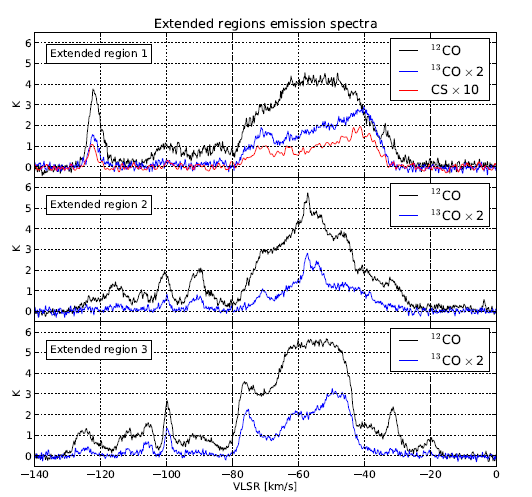 Extended regions emission spectra
Extended region 1
¹²CO
¹³CO × 2
CS × 10
K
6
5
4
3
2
1
0
Extended region 2
¹²CO
¹³CO × 2
K
6
5
4
3
2
1
0
Extended region 3
¹²CO
¹³CO × 2
K
6
5
4
3
2
1
0
−140 −120 −100 −80 −60 −40 −20 0
VLSR [km/s]